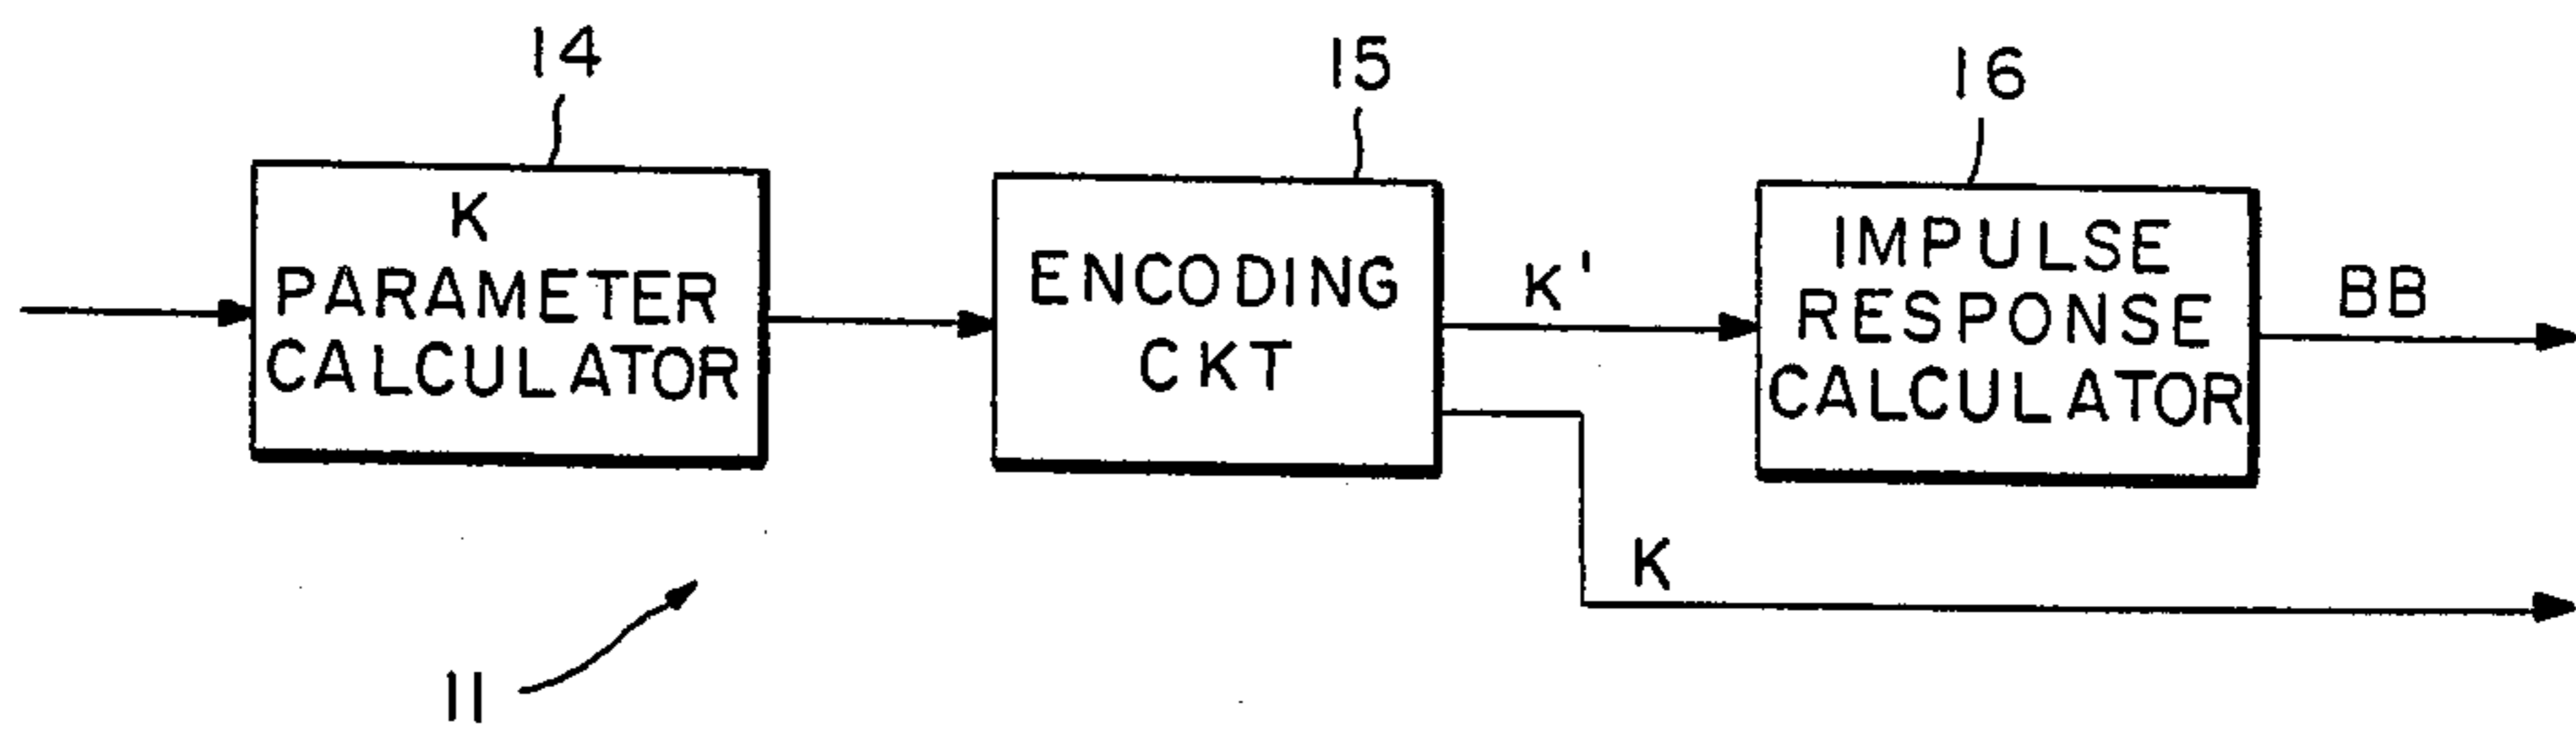 14
15
16
K
PARAMETER
CALCULATOR
ENCODING
CKT
K'
IMPULSE
RESPONSE
CALCULATOR
BB
K
11